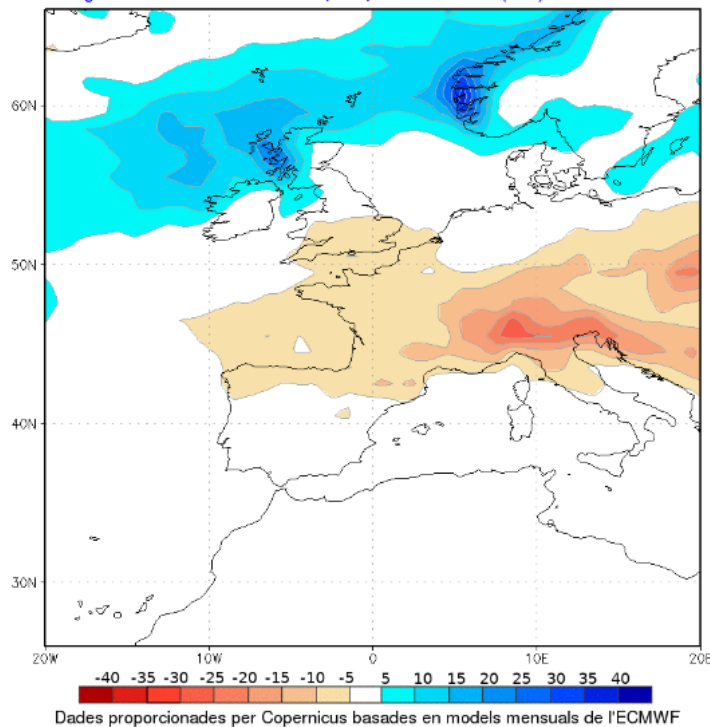 60N
50N
40N
30N
20W 10W 0 10E 20E
-40 -35 -30 -25 -20 -15 -10 -5 5 10 15 20 25 30 35 40
Dades proporcionades per Copernicus basades en models mensuals de l'ECMWF